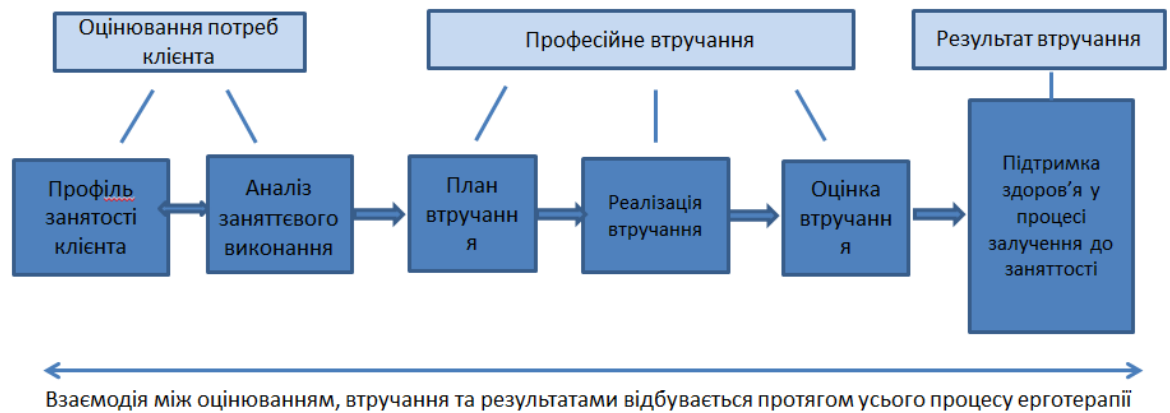 Оцінювання потреб
клієнта
Професійне втручання
Результат втручання
Профіль
занятості
клієнта
Аналіз
заняттєвого
виконання
План
втручанн
я
Реалізація
втручання
Оцінка
втручанн
я
Підтримка
здоров’я у
процесі
залучення до
заняттості
Взаємодія між оцінюванням, втручання та результатами відбувається протягом усього процесу ерготерапії